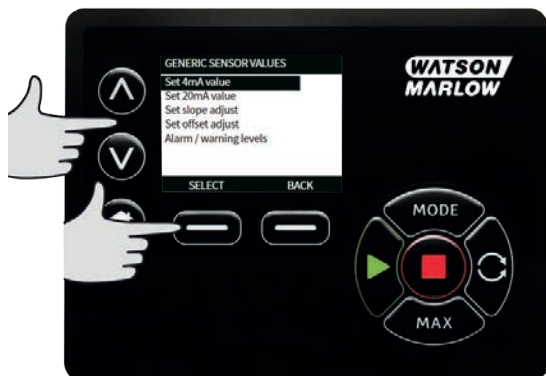 GENERIC SENSOR VALUES
Set 4mA value
Set 20mA value
Set slope adjust
Set offset adjust
Alarm / warning levels
SELECT BACK
WATSON
MARLOW
MODE
MAX